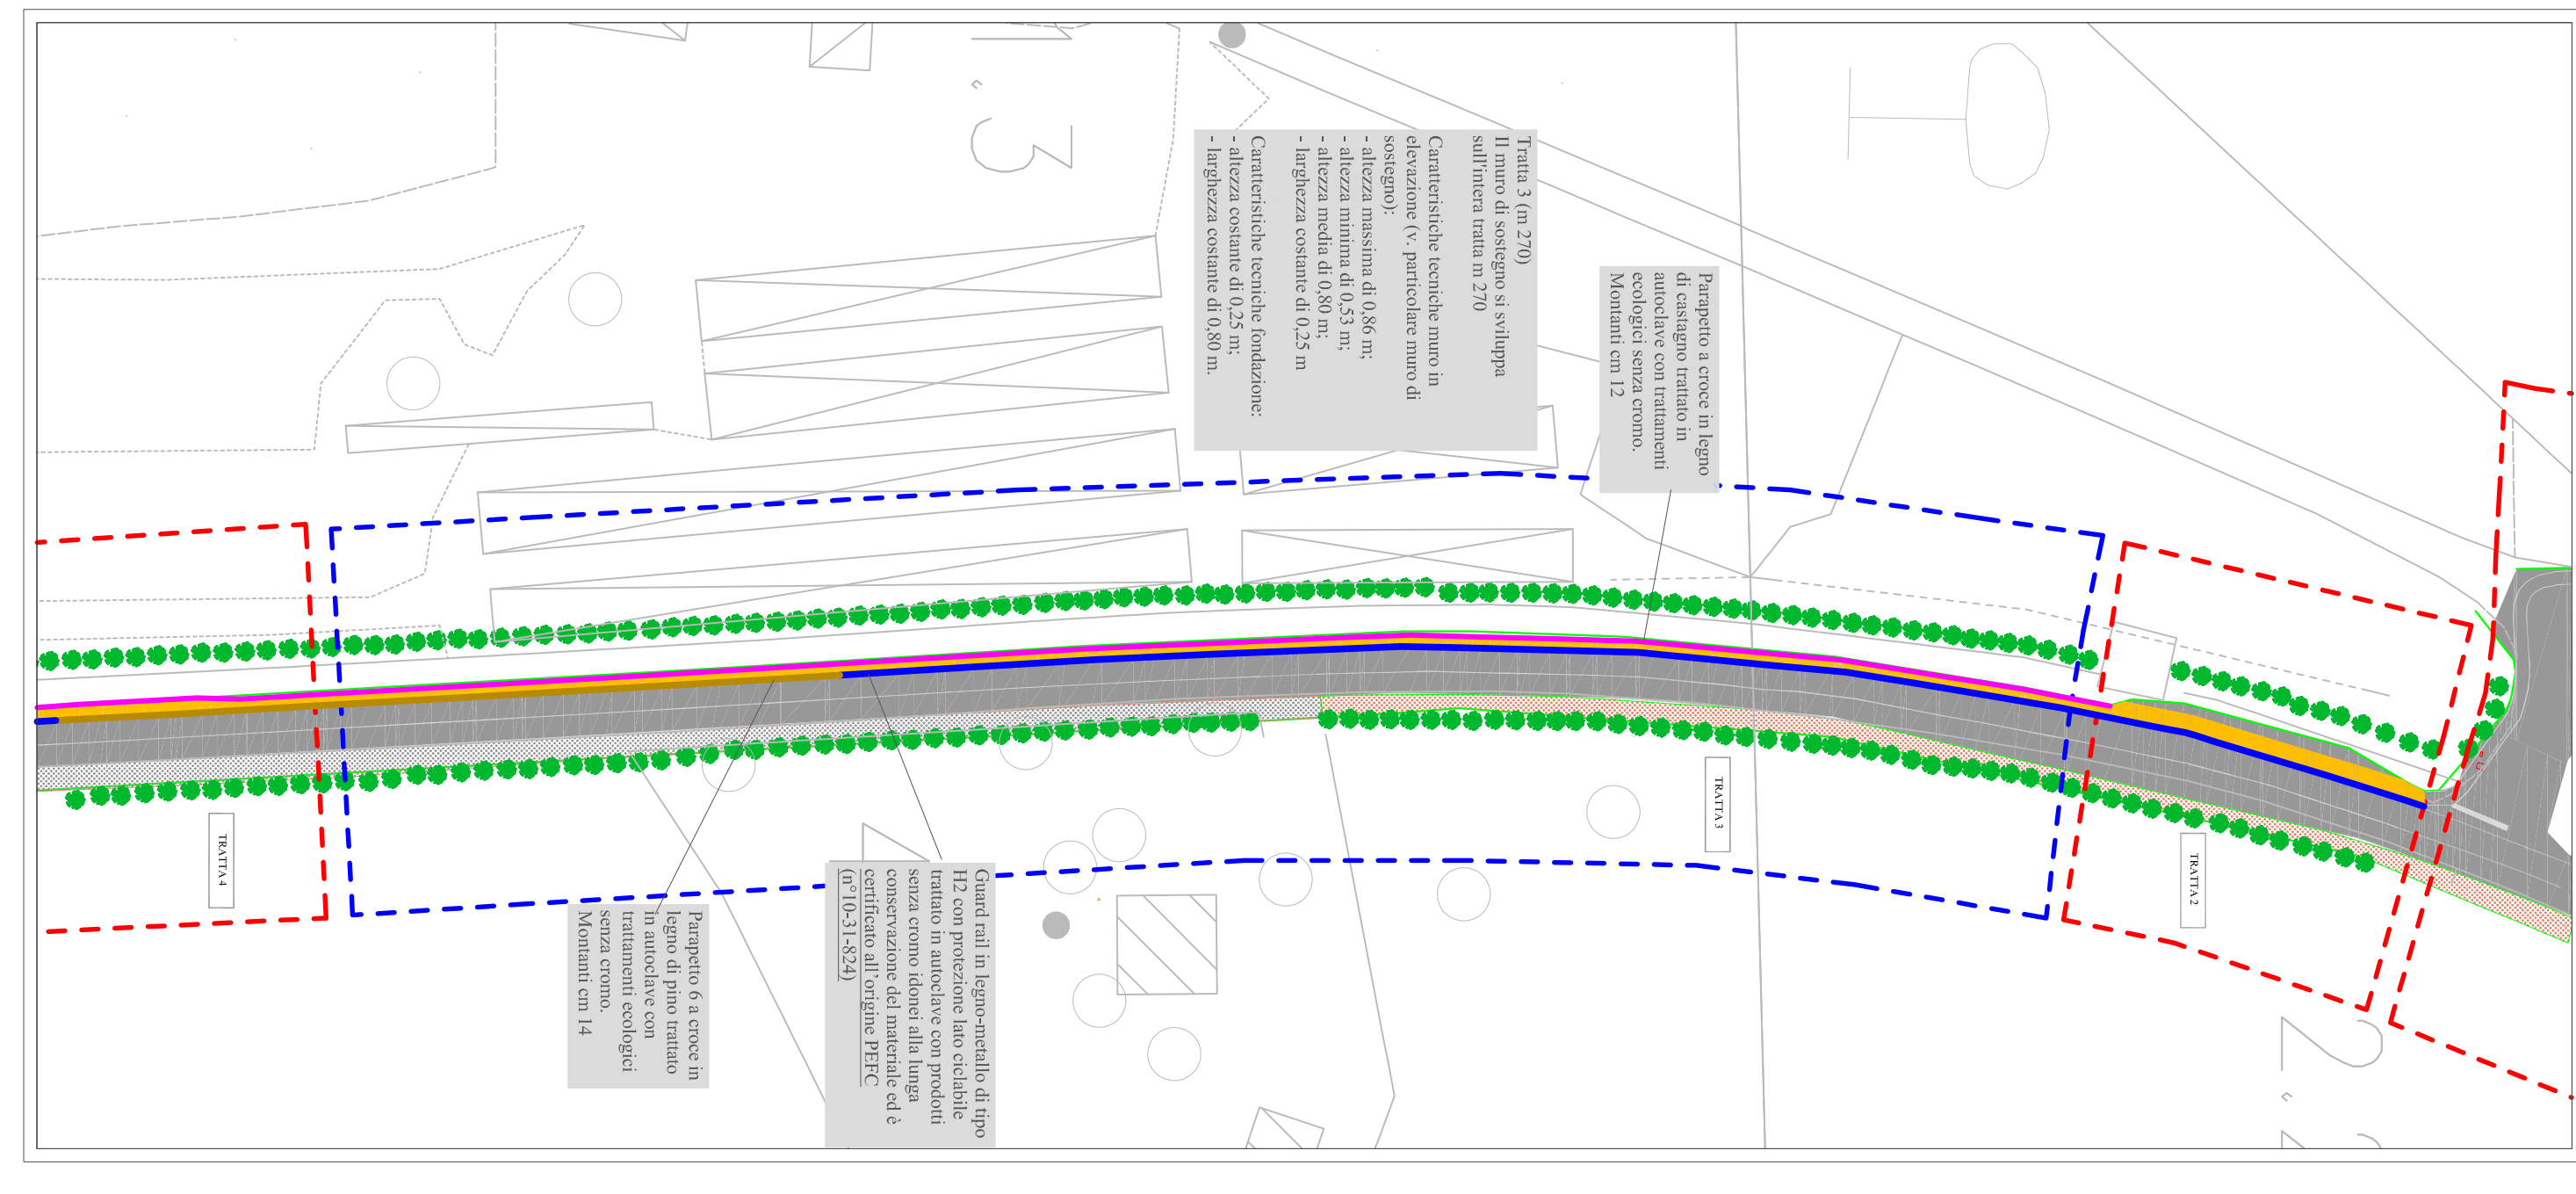 Tratta 3 (m 270)
Il muro di sostegno si sviluppa
sull'intera tratta m 270
Caratteristiche tecniche muro in
elevazione (v. particolare muro di
sostegno):
- altezza massima di 0,86 m;
- altezza minima di 0,53 m;
- altezza media di 0,80 m;
- larghezza costante di 0,25 m
Caratteristiche tecniche fondazione:
- altezza costante di 0,25 m;
- larghezza costante di 0,80 m.
Parapetto a croce in legno
di castagno trattato in
autoclave con trattamenti
ecologici senza cromo.
Montanti cm 12
TRATTA 4
TRATTA 3
TRATTA 2
Guard rail in legno-metallo di tipo
H2 con protezione lato ciclabile
trattato in autoclave con prodotti
senza cromo idonei alla lunga
conservazione del materiale ed è
certificato all'origine PEFC
(n°10-31-824)
Parapetto 6 a croce in
legno di pino trattato
in autoclave con
trattamenti ecologici
senza cromo.
Montanti cm 14